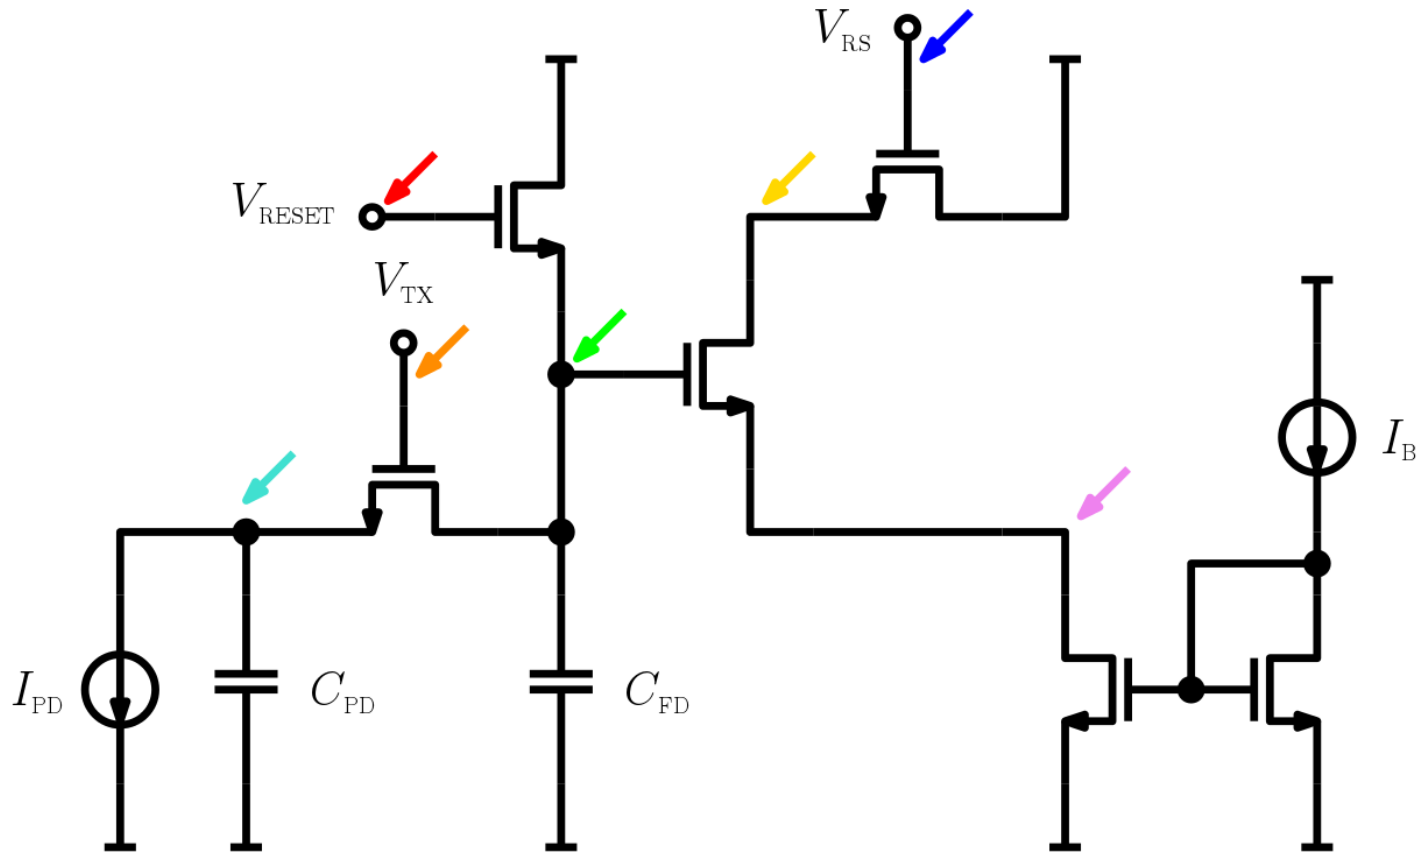 V_RS
V_RESET
V_TX
I_B
I_PD
C_PD
C_FD